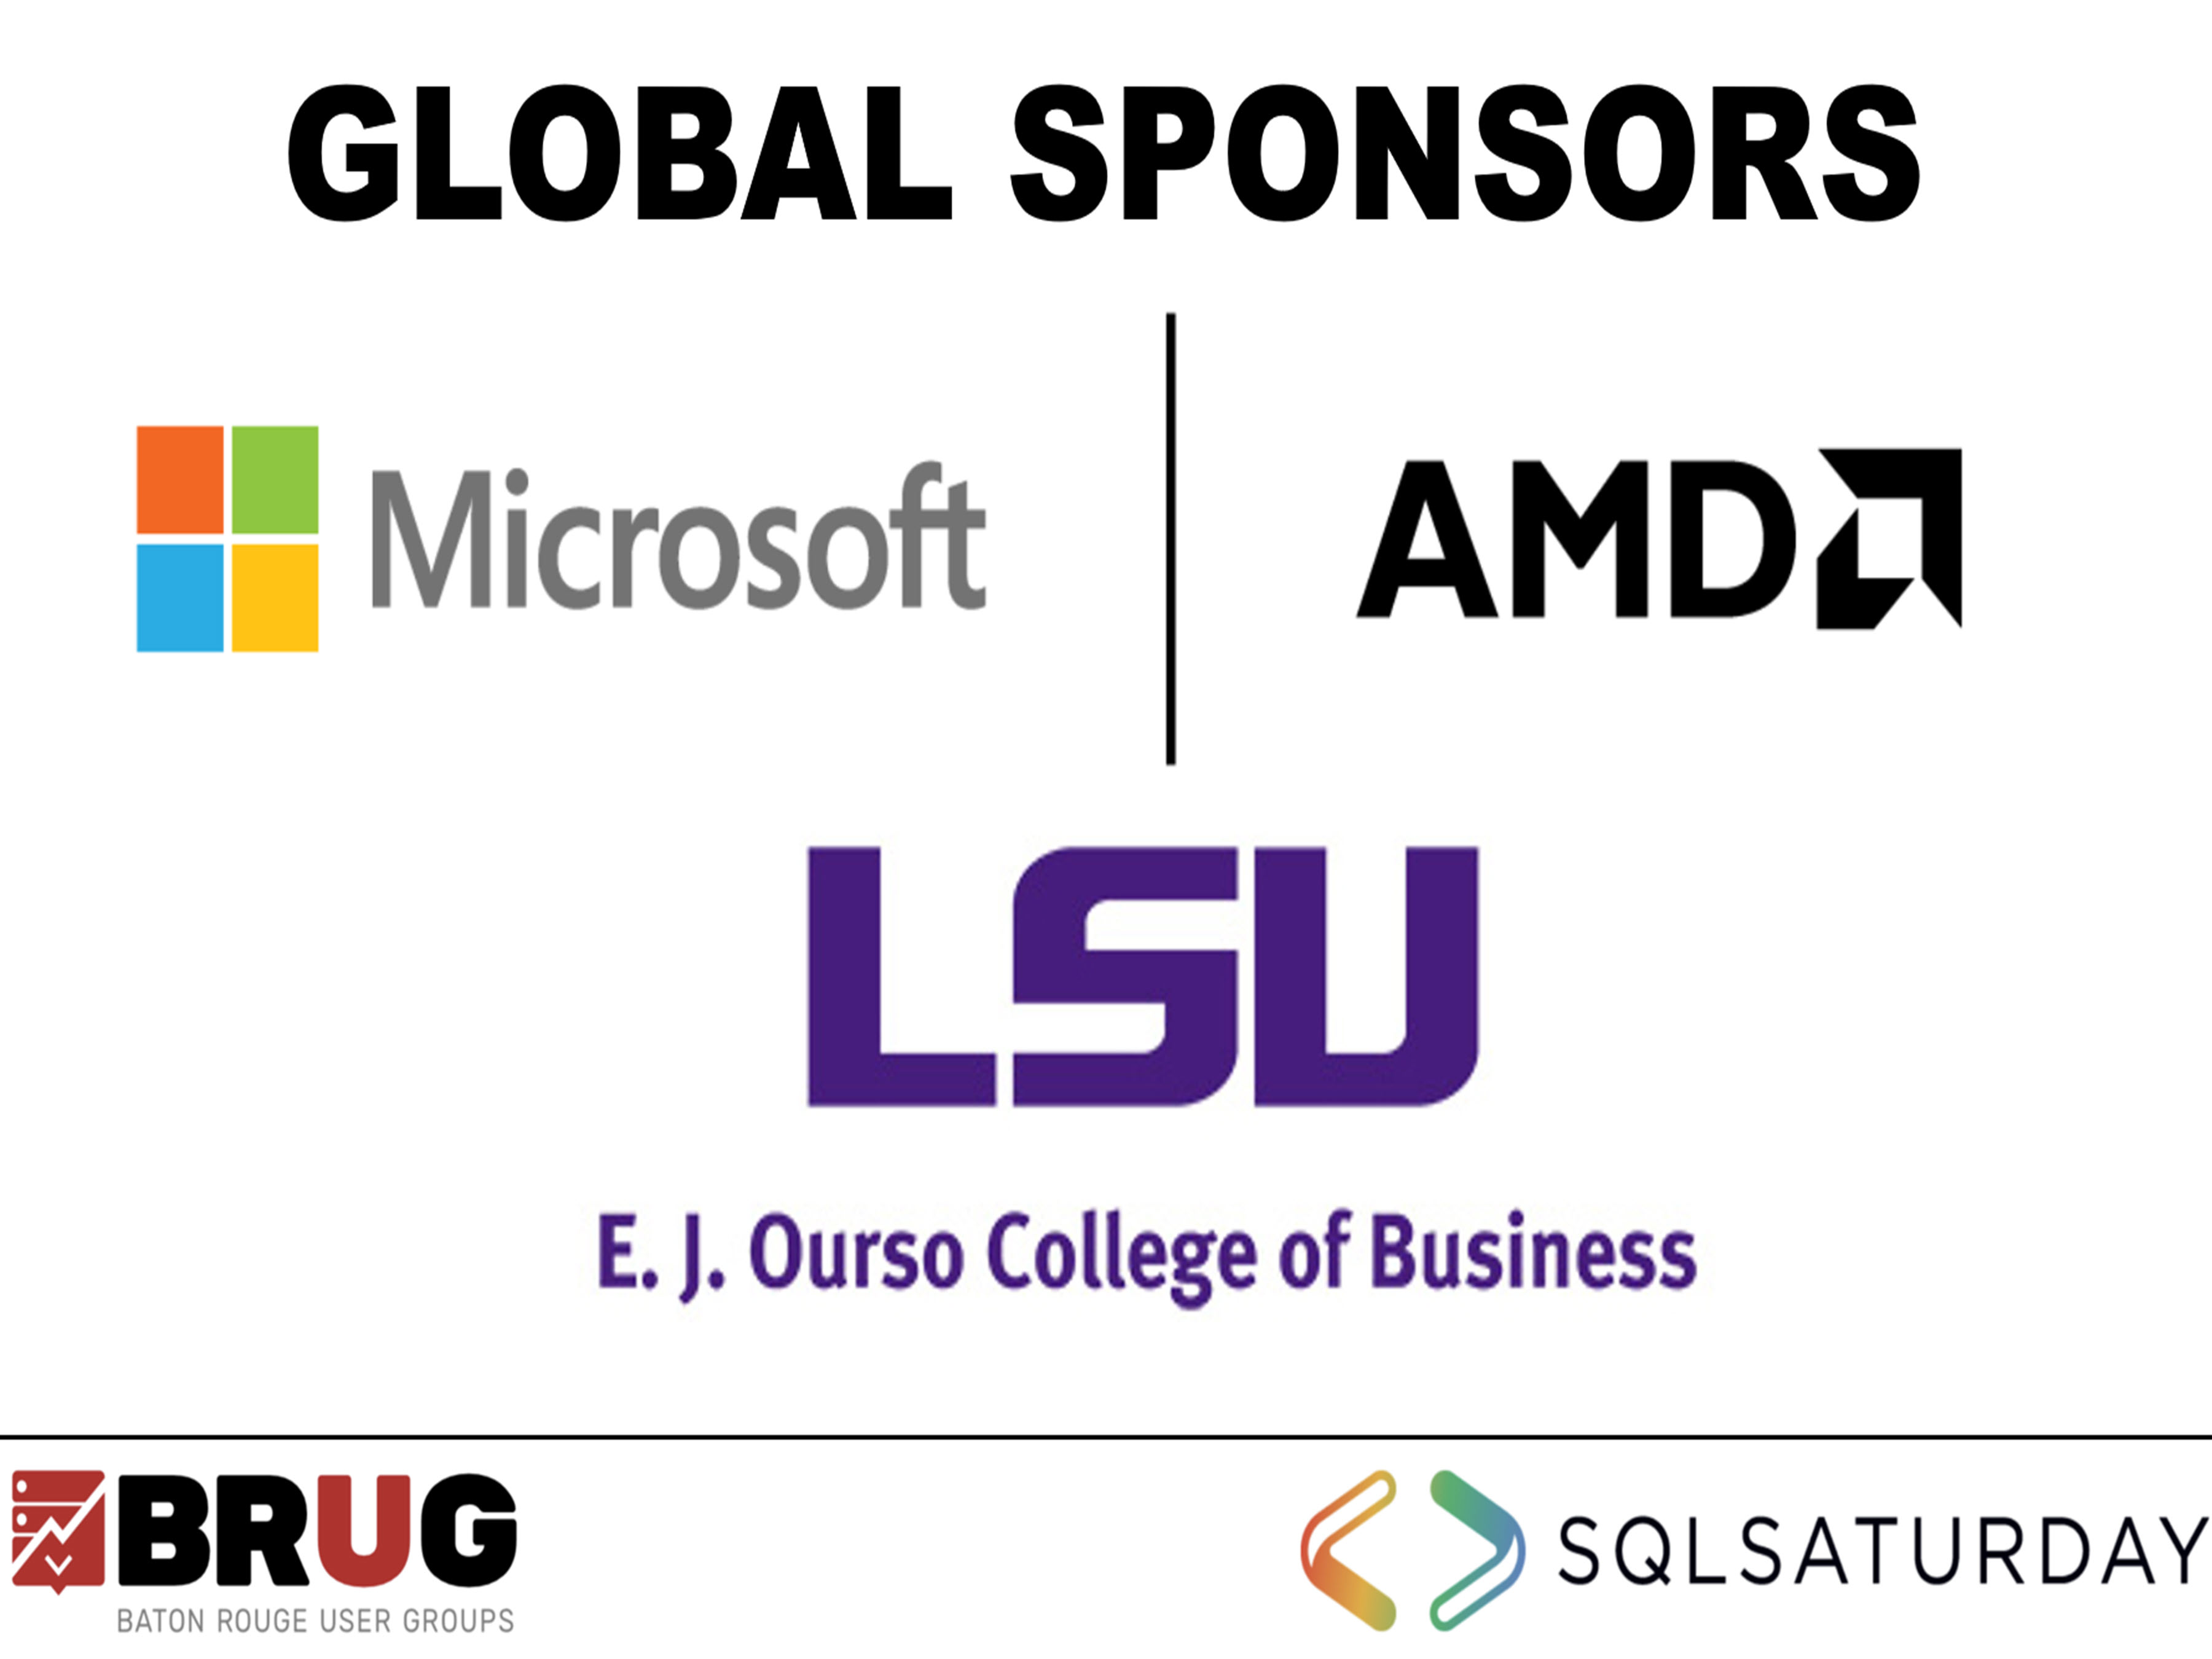 GLOBAL SPONSORS
Microsoft
AMD
LSU
E. J. Ourso College of Business
BRUG
BATON ROUGE USER GROUPS
SQLSATURDAY